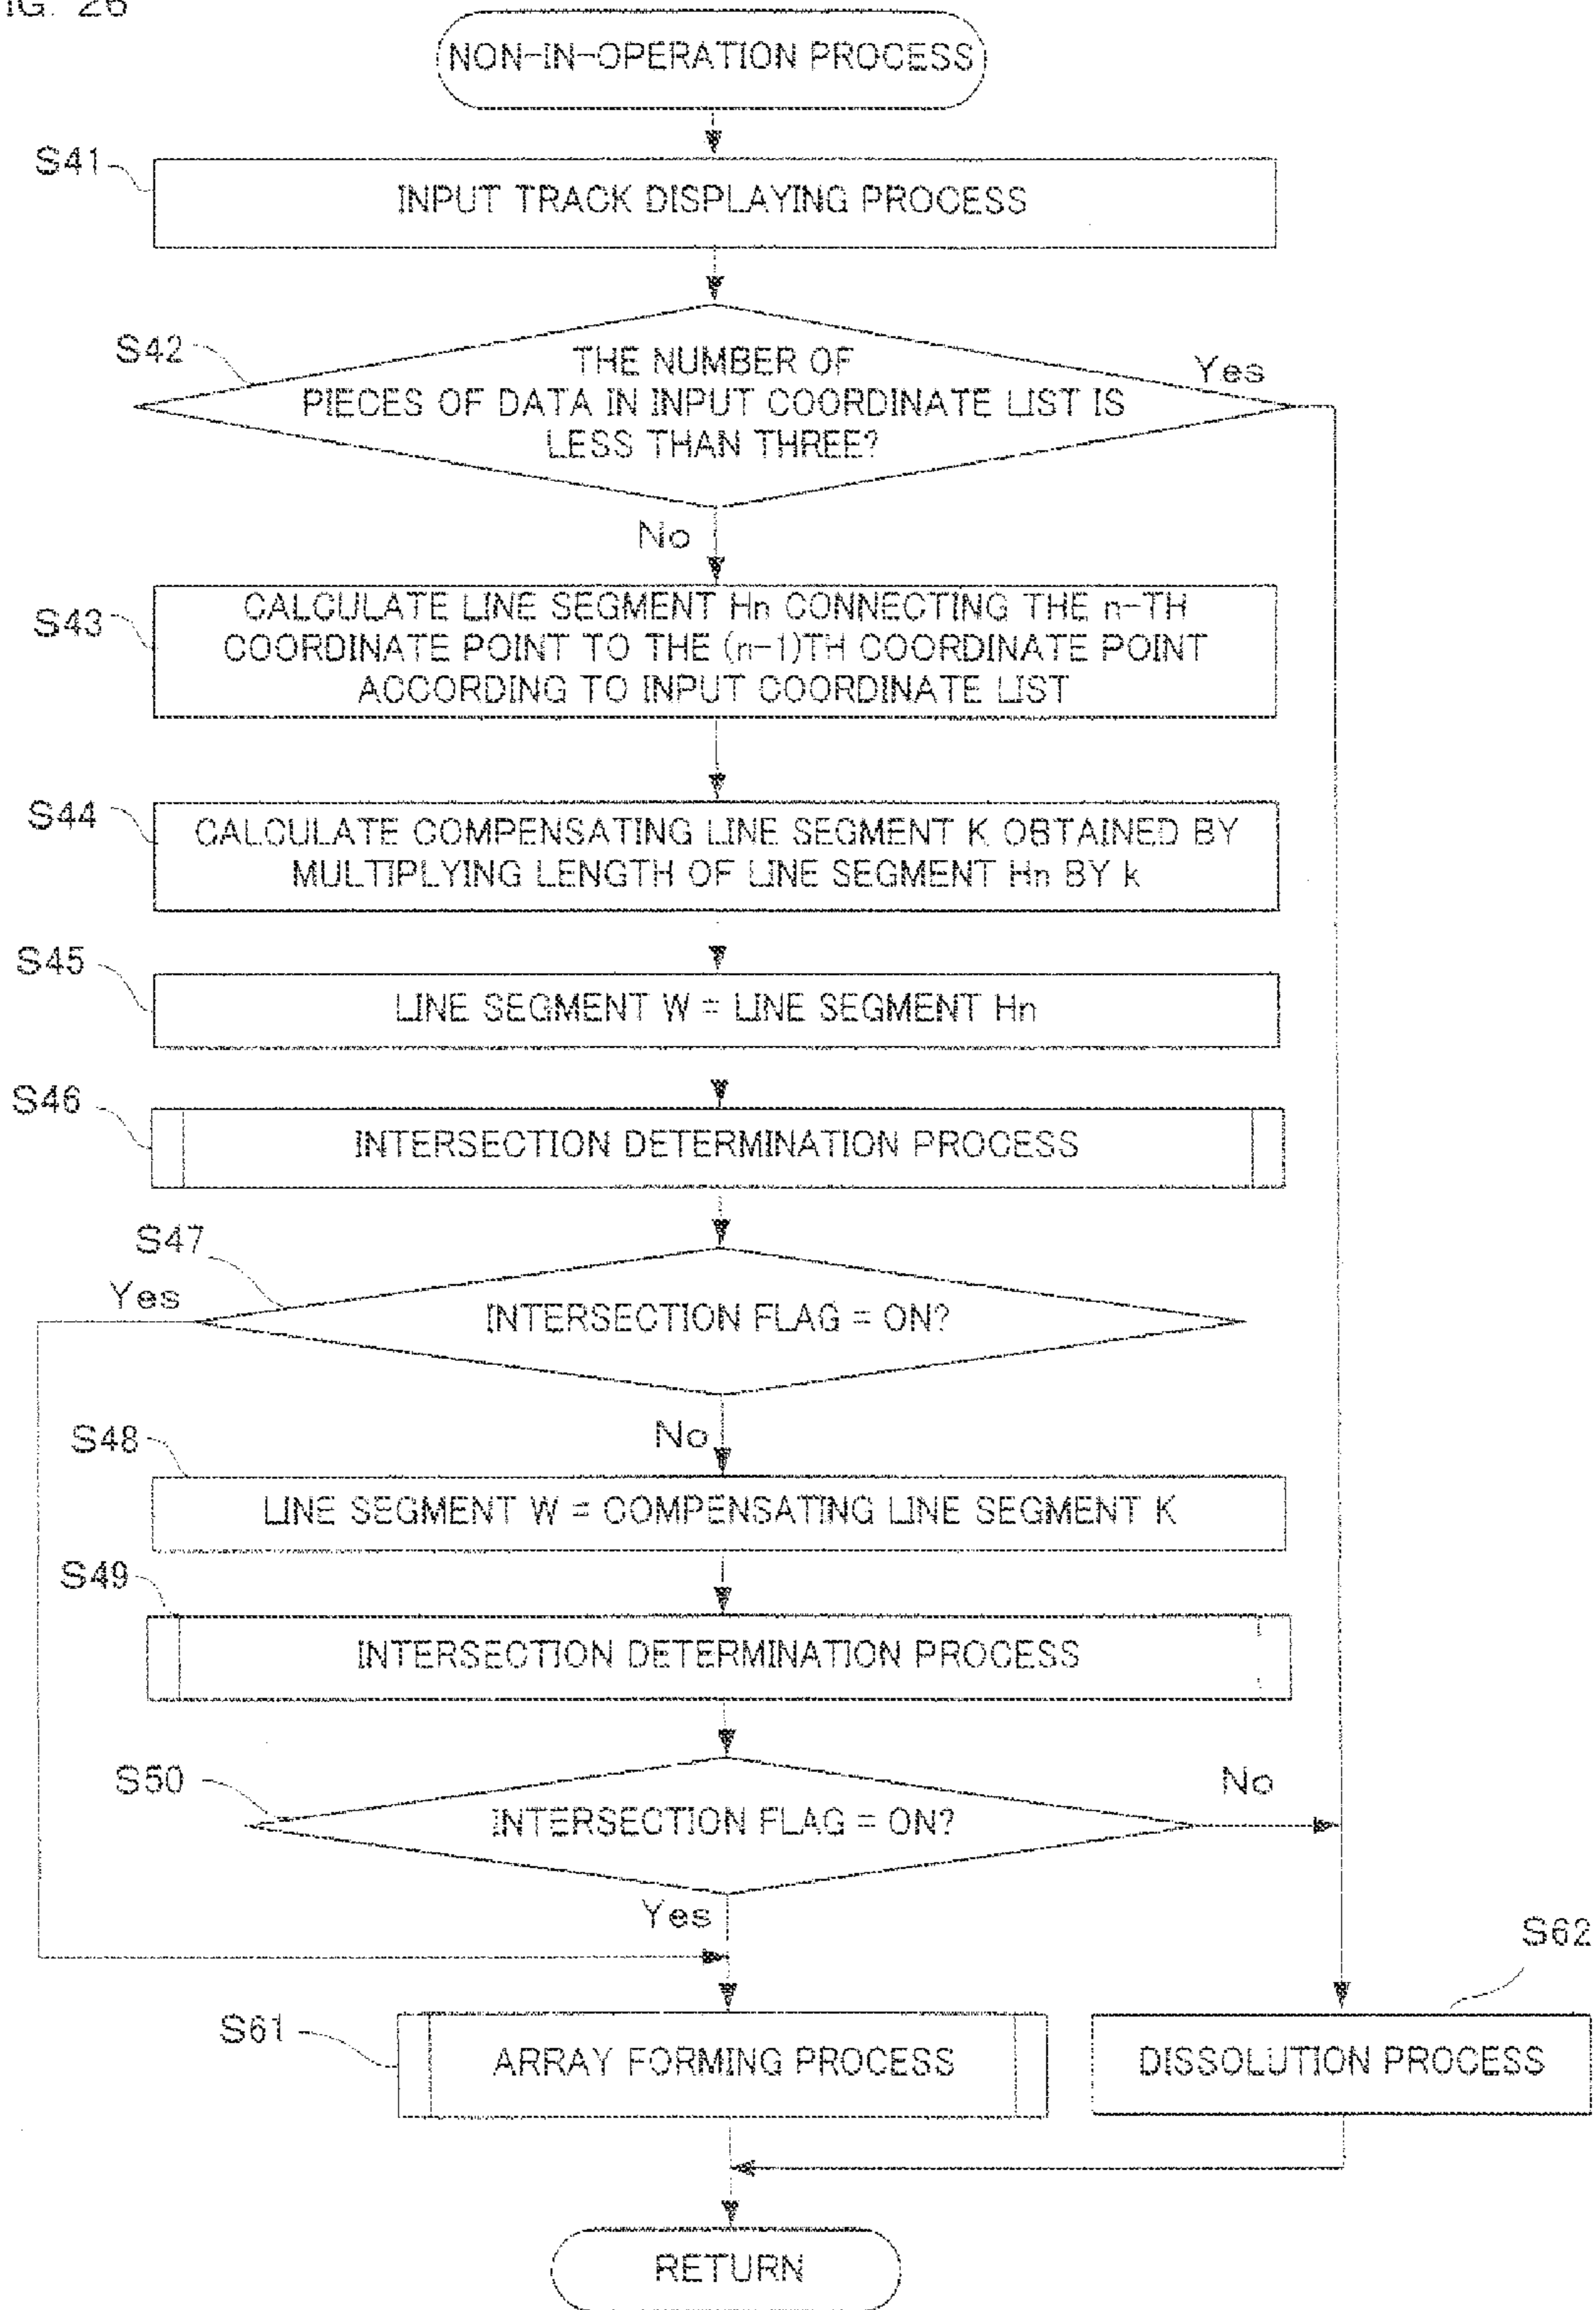 FIG. 26
NON-IN-OPERATION PROCESS
S41
INPUT TRACK DISPLAYING PROCESS
S42
THE NUMBER OF
PIECES OF DATA IN INPUT COORDINATE LIST IS
LESS THAN THREE?
Yes
No
S43
CALCULATE LINE SEGMENT Hn CONNECTING THE n-TH
COORDINATE POINT TO THE (n-1)TH COORDINATE POINT
ACCORDING TO INPUT COORDINATE LIST
S44
CALCULATE COMPENSATING LINE SEGMENT K OBTAINED BY
MULTIPLYING LENGTH OF LINE SEGMENT Hn BY k
S45
LINE SEGMENT W = LINE SEGMENT Hn
S46
INTERSECTION DETERMINATION PROCESS
S47
Yes
INTERSECTION FLAG = ON?
No
S48
LINE SEGMENT W = COMPENSATING LINE SEGMENT K
S49
INTERSECTION DETERMINATION PROCESS
S50
INTERSECTION FLAG = ON?
No
Yes
S61
ARRAY FORMING PROCESS
S62
DISSOLUTION PROCESS
RETURN